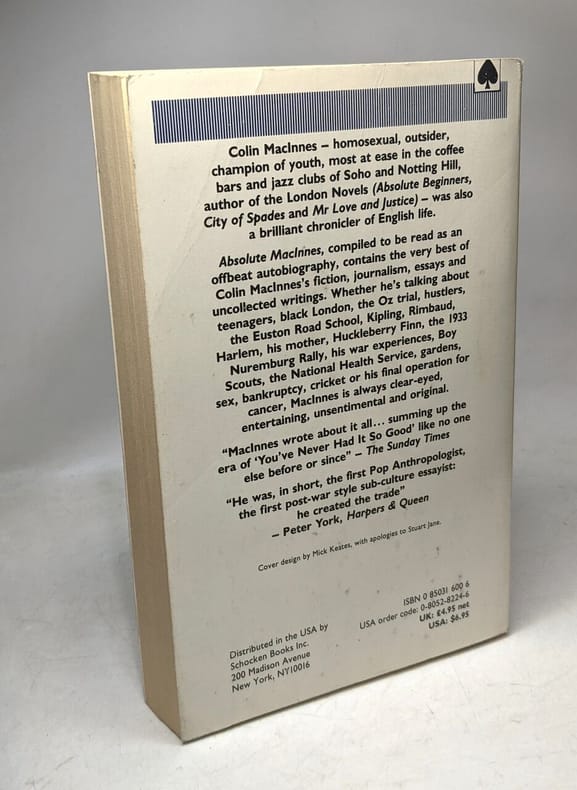 Colin MacInnes – homosexual, outsider,
champion of youth, most at ease in the coffee
bars and jazz clubs of Soho and Notting Hill,
author of the London Novels (Absolute Beginners,
City of Spades and Mr Love and Justice) – was also
a brilliant chronicler of English life.
Absolute MacInnes, compiled to be read as an
offbeat autobiography, contains the very best of
Colin MacInnes's fiction, journalism, essays and
uncollected writings. Whether he's talking about
teenagers, black London, the Oz trial, hustlers,
the Euston Road School, Kipling, Rimbaud,
Harlem, his mother, Huckleberry Finn, the 1933
Nuremburg Rally, his war experiences, Boy
Scouts, the National Health Service, gardens,
sex, bankruptcy, cricket or his final operation for
cancer, MacInnes is always clear-eyed,
entertaining, unsentimental and original.
“MacInnes wrote about it all... summing up the
era of ‘You've Never Had It So Good’ like no one
else before or since” – The Sunday Times
“He was, in short, the first Pop Anthropologist,
the first post-war style sub-culture essayist:
he created the trade”
– Peter York, Harpers & Queen
Cover design by Mick Keates, with apologies to Stuart Jane.
Distributed in the USA by
Schocken Books Inc.
200 Madison Avenue
New York, NY10016
ISBN 0 85031 600 6
USA order code: 0-8052-8224-6
UK: £4.95 net
USA: $6.95